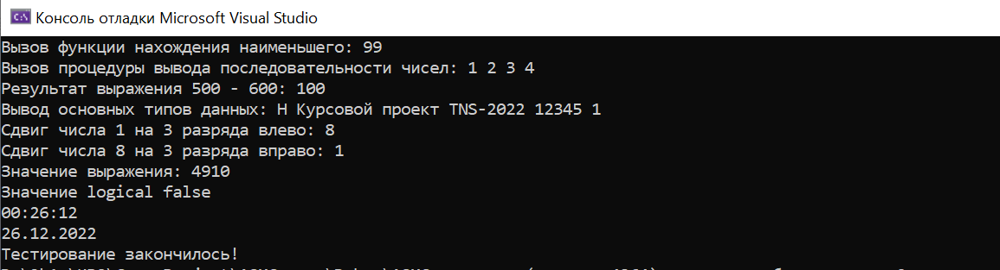 Консоль отладки Microsoft Visual Studio
Вызов функции нахождения наименьшего: 99
Вызов процедуры вывода последовательности чисел: 1 2 3 4
Результат выражения 500 - 600: 100
Вывод основных типов данных: Н Курсовой проект TNS-2022 12345 1
Сдвиг числа 1 на 3 разряда влево: 8
Сдвиг числа 8 на 3 разряда вправо: 1
Значение выражения: 4910
Значение logical false
00:26:12
26.12.2022
Тестирование закончилось!